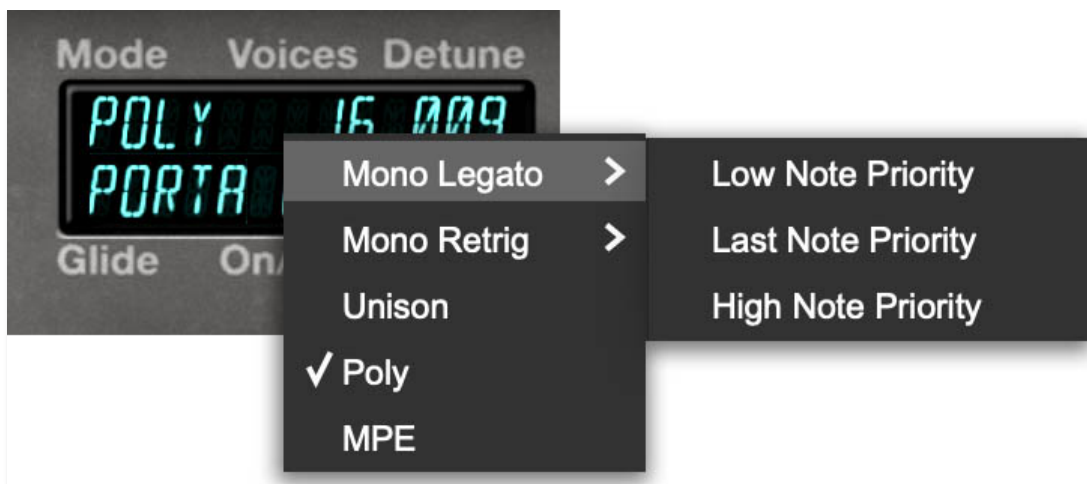 Mode Voices Detune
POLY 16 009
PORTA
Glide On/
Mono Legato
Mono Retrig
Unison
Poly
MPE
Low Note Priority
Last Note Priority
High Note Priority